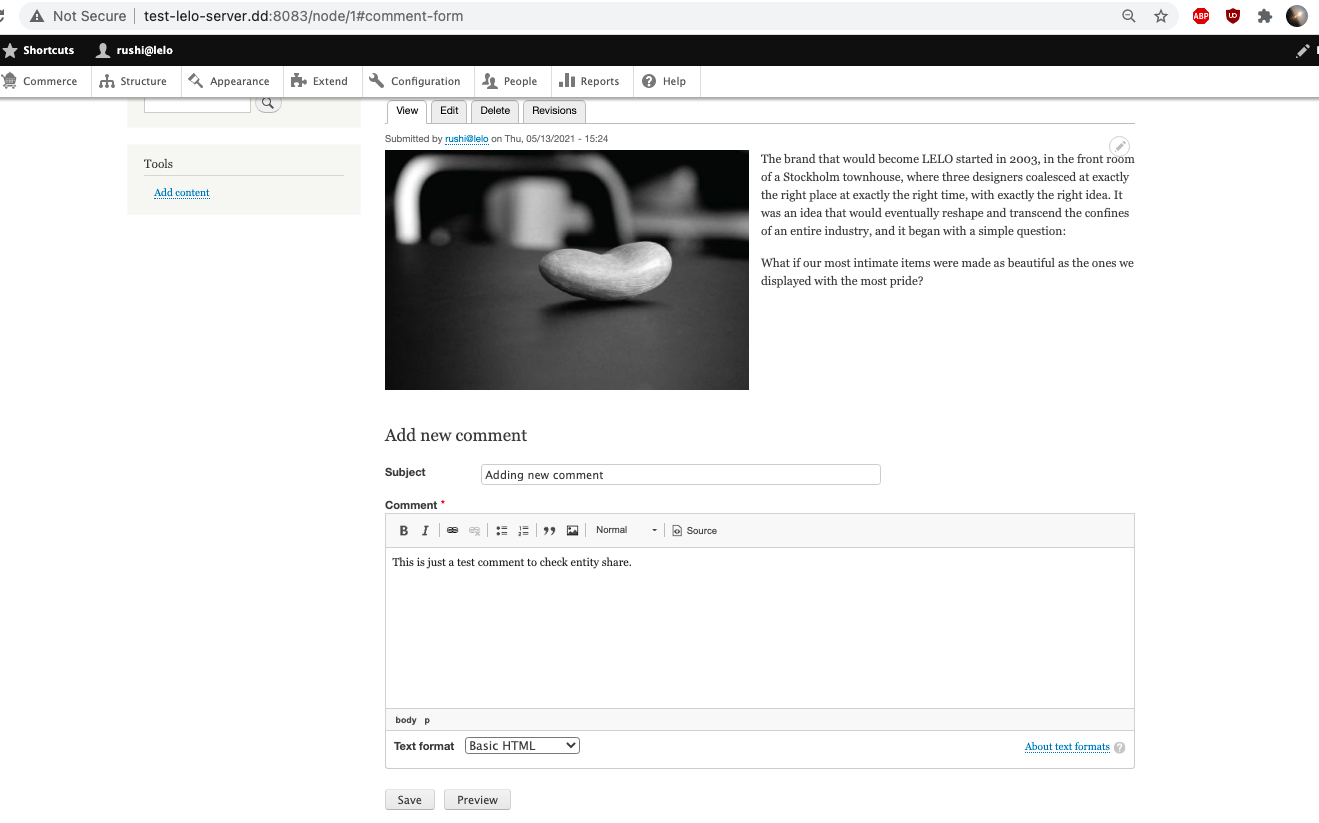 Not Secure test-lelo-server.dd:8083/node/1#comment-form
ABP UD
Shortcuts rushi@lelo
Commerce Structure Appearance Extend Configuration People Reports Help
View Edit Delete Revisions
Submitted by rushi@lelo on Thu, 05/13/2021 - 15:24
Tools
Add content
The brand that would become LELO started in 2003, in the front room
of a Stockholm townhouse, where three designers coalesced at exactly
the right place at exactly the right time, with exactly the right idea. It
was an idea that would eventually reshape and transcend the confines
of an entire industry, and it began with a simple question:
What if our most intimate items were made as beautiful as the ones we
displayed with the most pride?
Add new comment
Subject Adding new comment
Comment *
B I Normal Source
This is just a test comment to check entity share.
body p
Text format Basic HTML About text formats ?
Save Preview